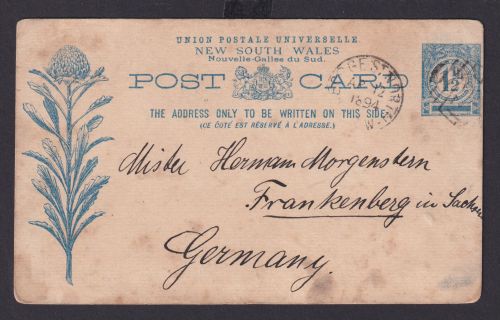 UNION POSTALE UNIVERSELLE
NEW SOUTH WALES
Nouvelle-Galles du Sud.
POST CARD
THE ADDRESS ONLY TO BE WRITTEN ON THIS SIDE
(CE CÔTÉ EST RÉSERVÉ À L'ADRESSE.)
1½
1894
Mister Hermann Morgenstern
Frankenberg in Sachsen
Germany.